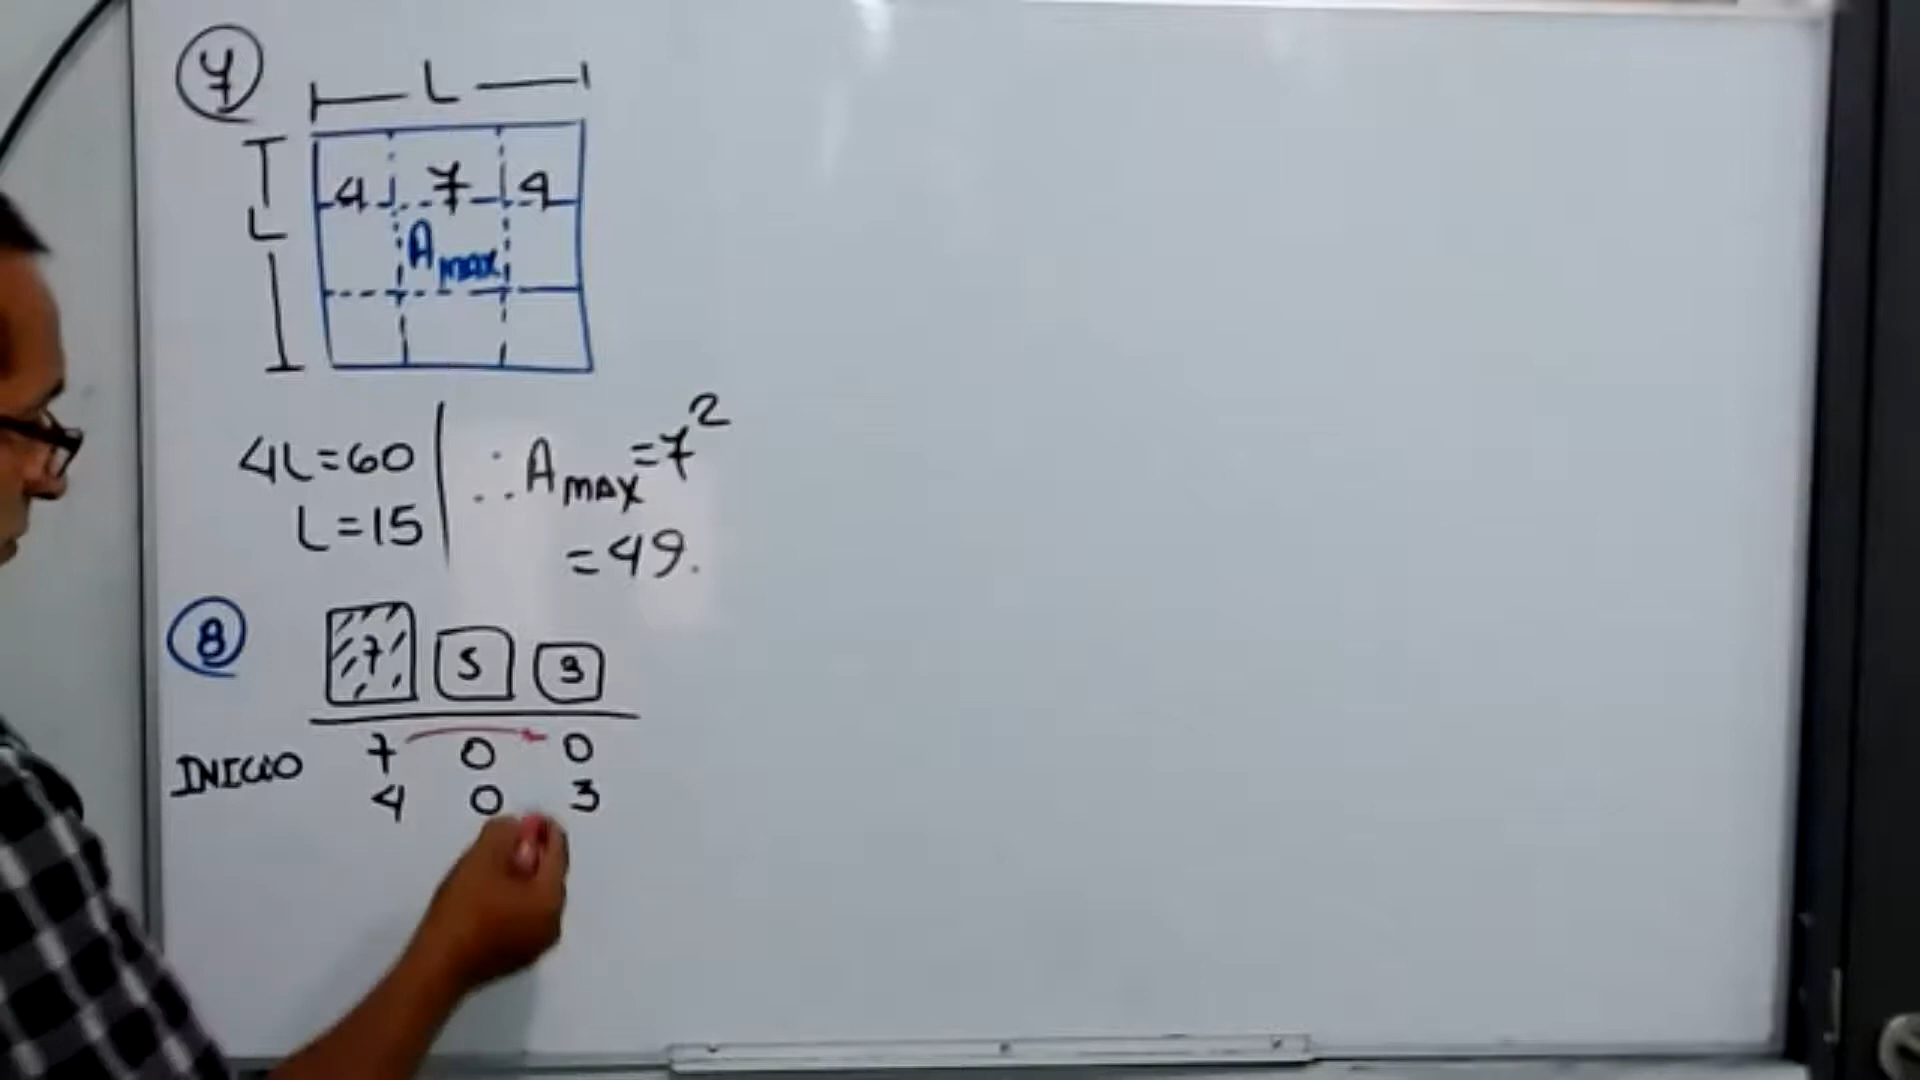 7
L
L
4 7 4
A max
4L=60
L=15
∴ A MAX = 7²
= 49.
8
7 5 3
INICIO 7 0 0
4 0 3